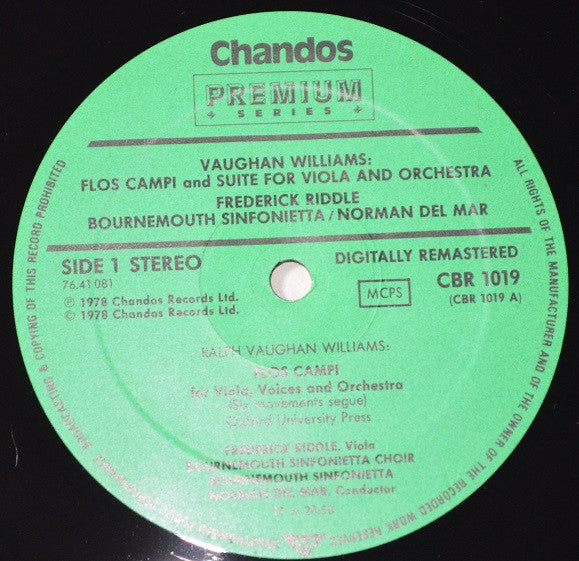 Chandos
PREMIUM
SERIES
VAUGHAN WILLIAMS:
FLOS CAMPI and SUITE FOR VIOLA AND ORCHESTRA
FREDERICK RIDDLE
BOURNEMOUTH SINFONIETTA/NORMAN DEL MAR
SIDE 1 STEREO
76.41 081
℗ 1978 Chandos Records Ltd.
© 1978 Chandos Records Ltd.
DIGITALLY REMASTERED
MCPS
CBR 1019
(CBR 1019 A)
RALPH VAUGHAN WILLIAMS:
FLOS CAMPI
for Viola, Voices and Orchestra
(Six movements segue)
Oxford University Press
FREDERICK RIDDLE, Viola
BOURNEMOUTH SINFONIETTA CHOIR
BOURNEMOUTH SINFONIETTA
NORMAN DEL MAR, Conductor
ALL RIGHTS OF THE MANUFACTURER AND OF THE OWNER OF THE RECORDED WORK RESERVED
BROADCASTING & COPYING OF THIS RECORD PROHIBITED